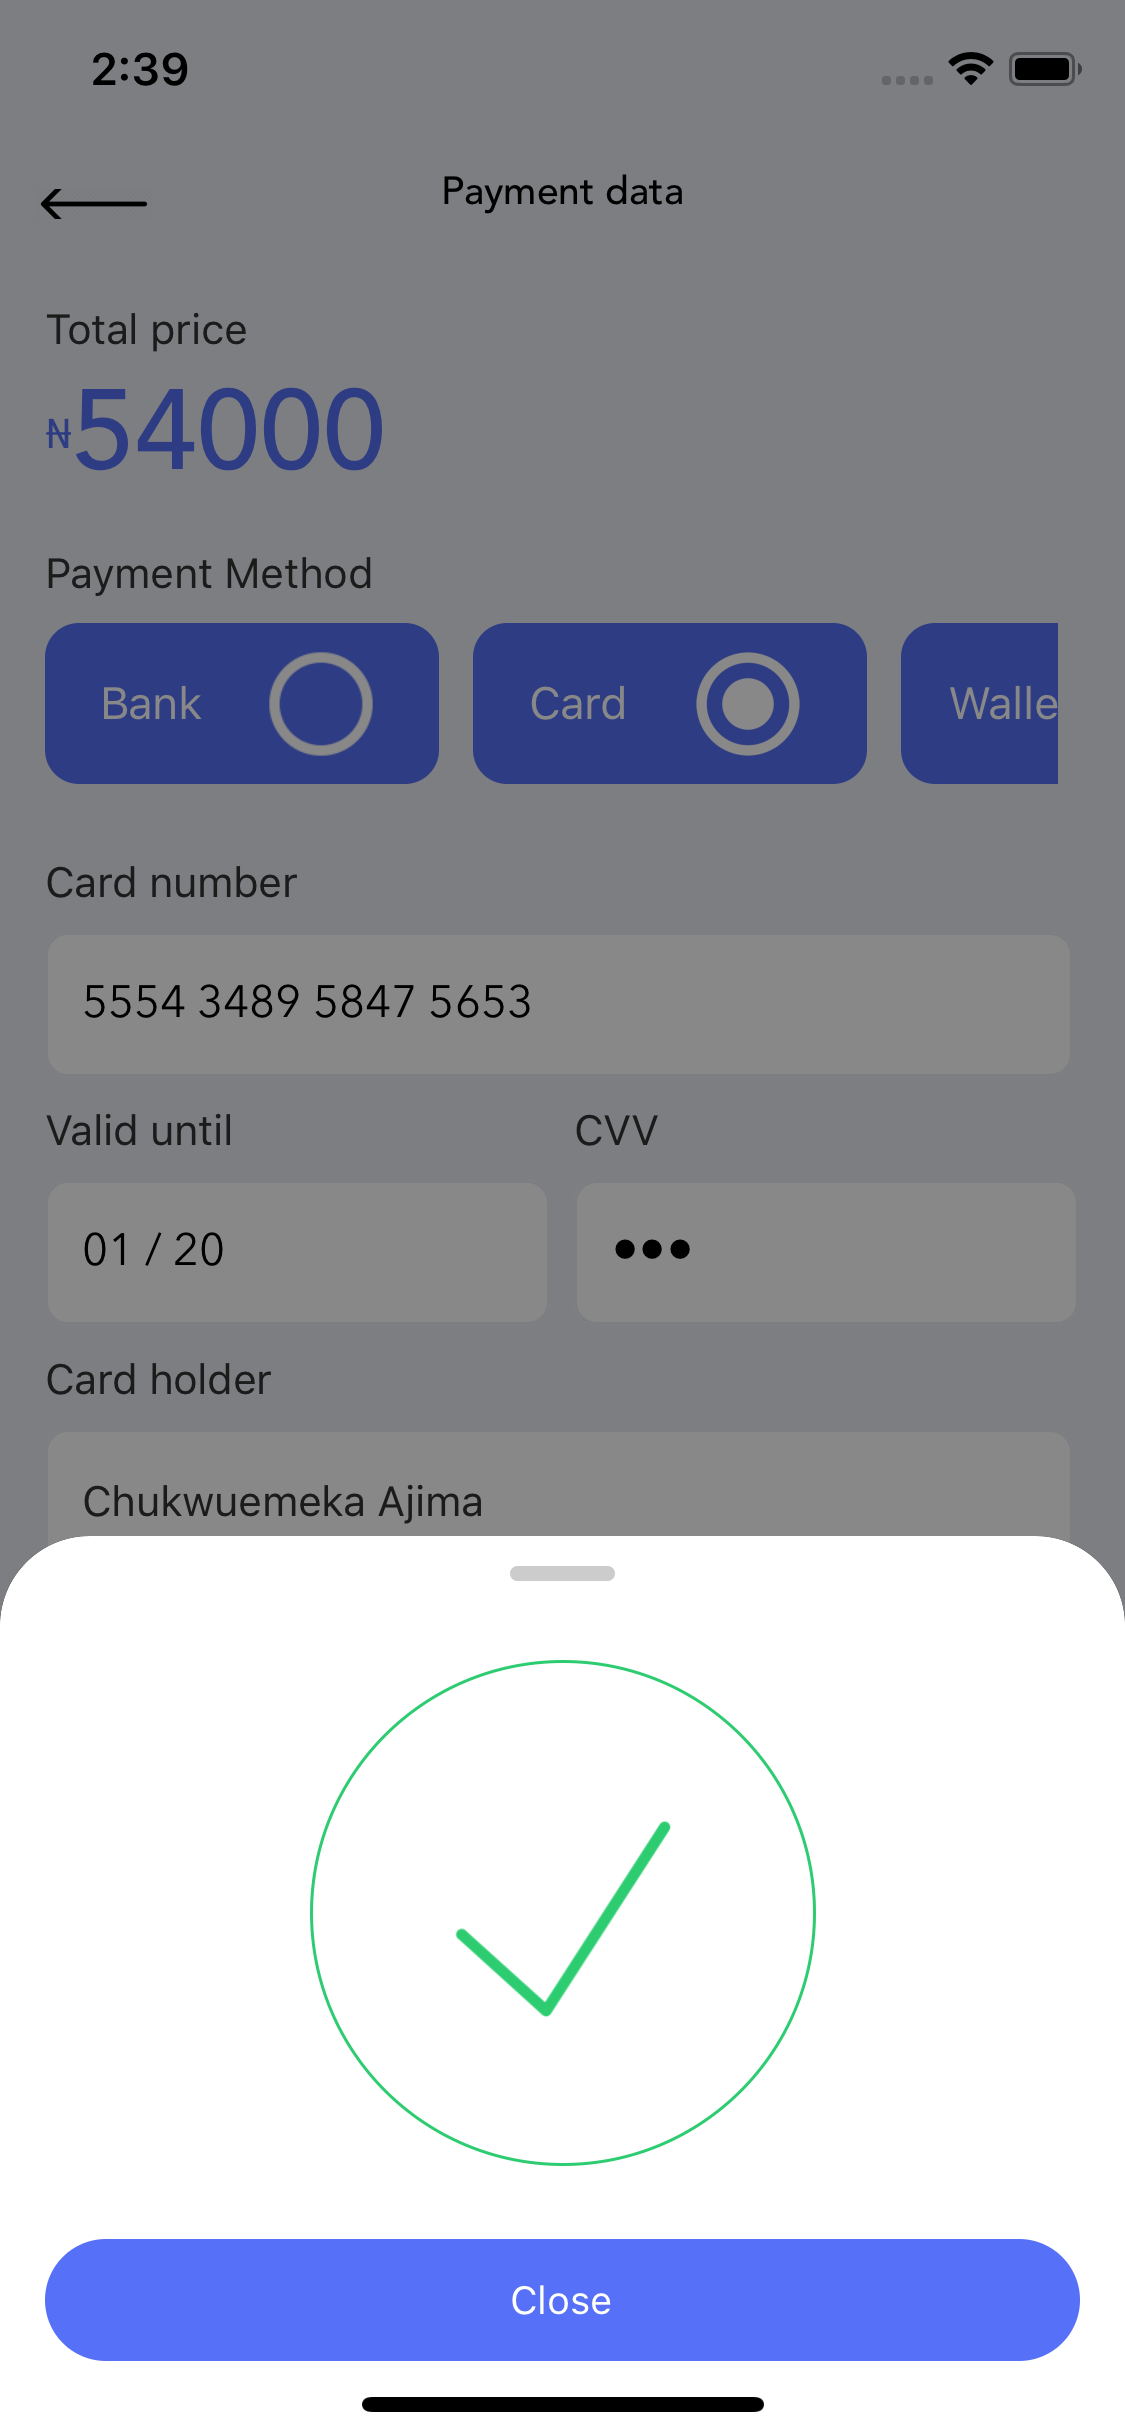 2:39
Payment data
Total price
₦54000
Payment Method
Bank
Card
Walle
Card number
5554 3489 5847 5653
Valid until
CVV
01 / 20
•••
Card holder
Chukwuemeka Ajima
Close